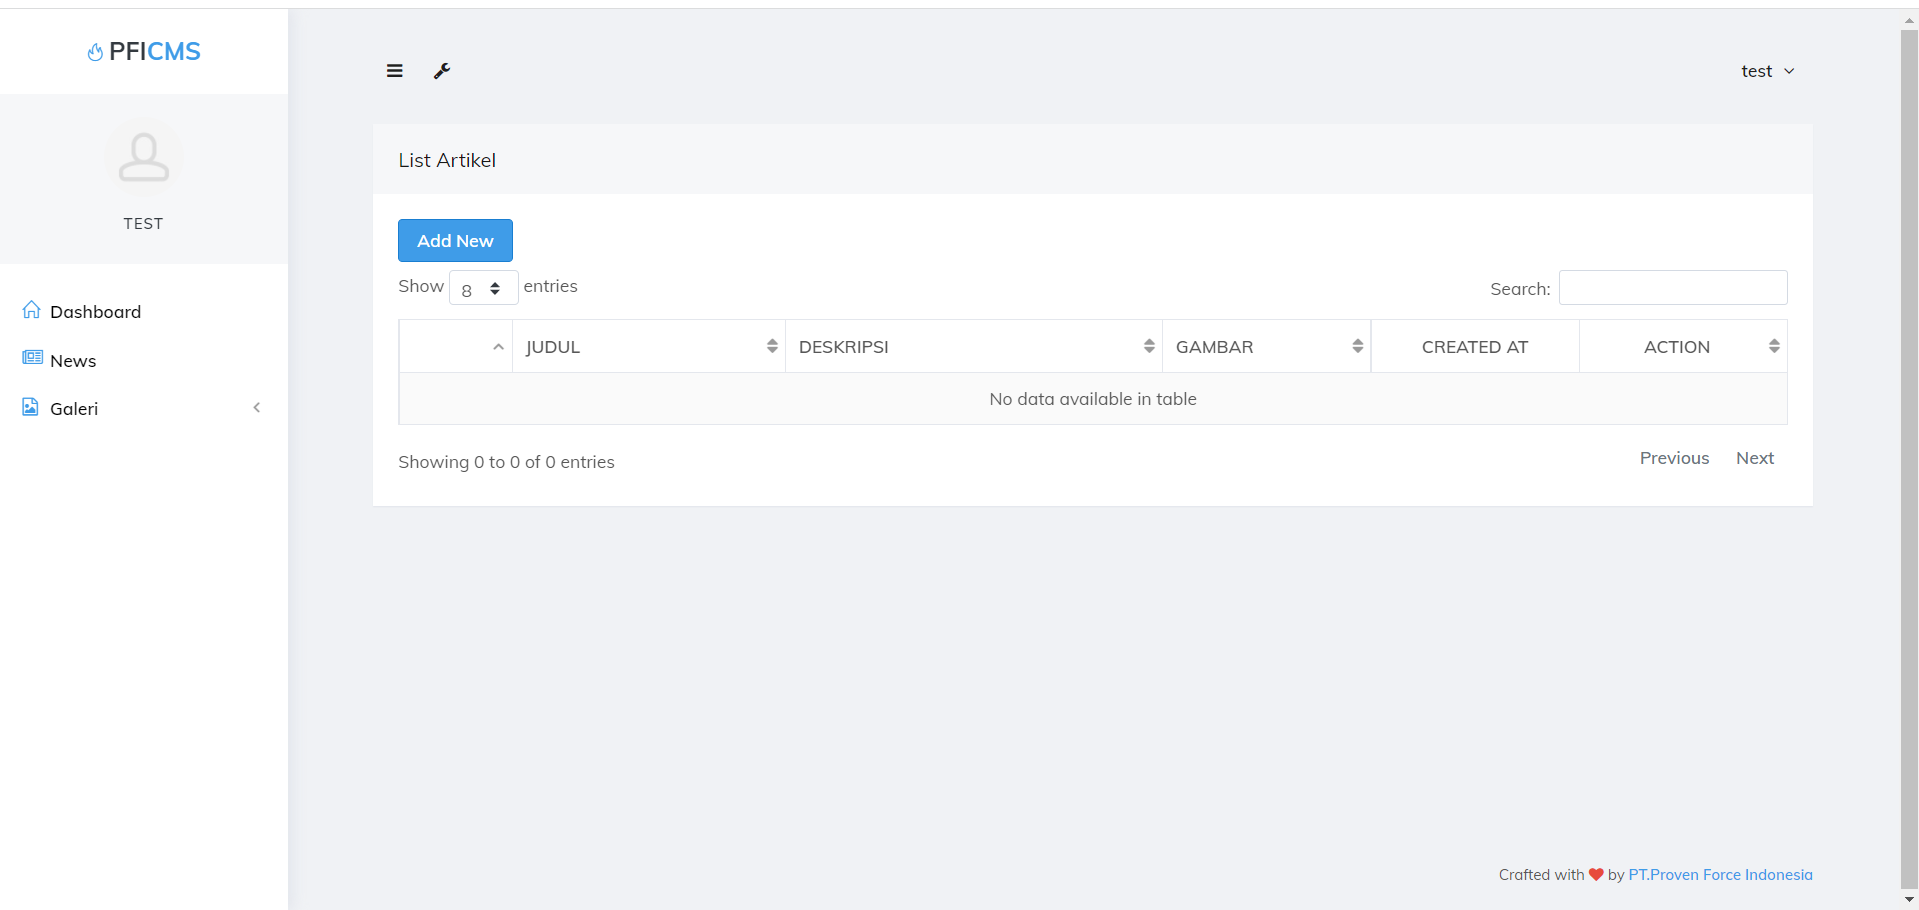 PFICMS
test
TEST
Dashboard
News
Galeri
List Artikel
Add New
Show 8 entries
Search:
JUDUL DESKRIPSI GAMBAR CREATED AT ACTION
No data available in table
Showing 0 to 0 of 0 entries
Previous Next
Crafted with ❤ by PT.Proven Force Indonesia